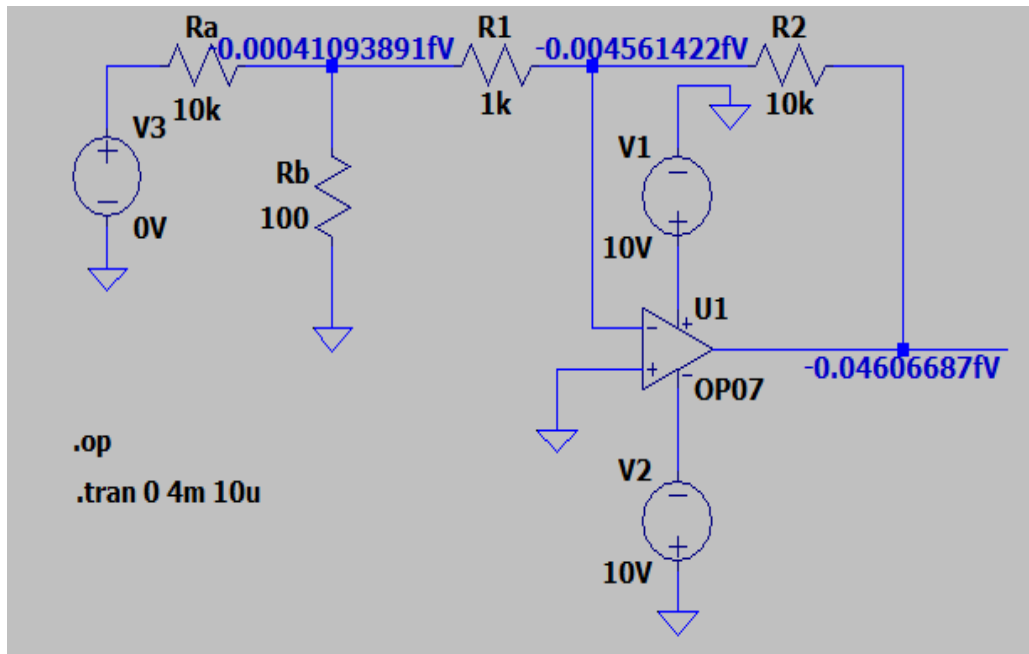 Ra
-0.00041093891fV
R1
-0.004561422fV
R2
10k
1k
10k
V3
0V
Rb
100
V1
10V
U1
OP07
-0.04606687fV
V2
10V
.op
.tran 0 4m 10u